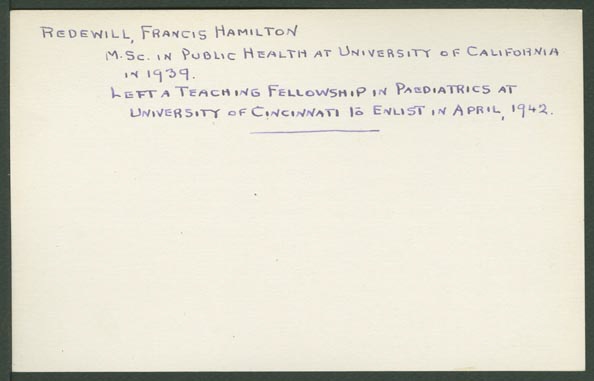 REDEWILL, FRANCIS HAMILTON
M.SC. IN PUBLIC HEALTH AT UNIVERSITY OF CALIFORNIA
IN 1939.
LEFT A TEACHING FELLOWSHIP IN PAEDIATRICS AT
UNIVERSITY OF CINCINNATI TO ENLIST IN APRIL, 1942.